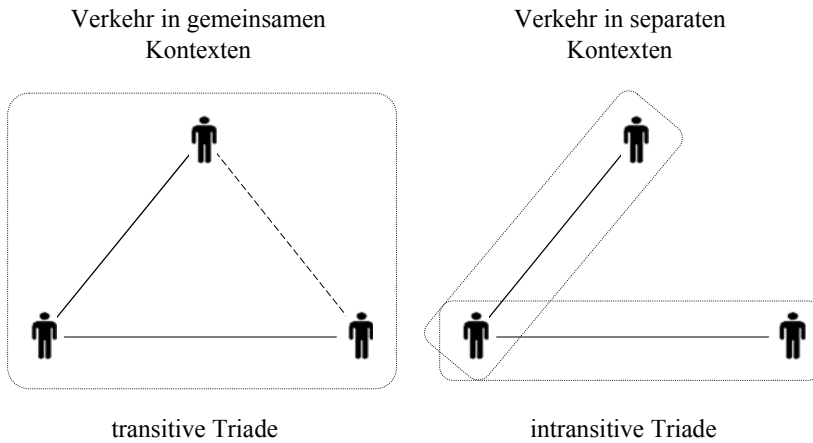 Verkehr in gemeinsamen
Kontexten
Verkehr in separaten
Kontexten
transitive Triade
intransitive Triade